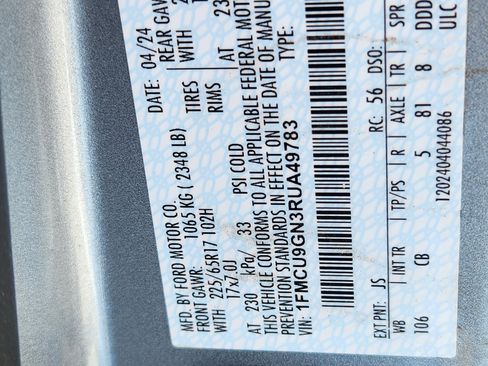 MFD. BY FORD MOTOR CO.
DATE: 04/24
FRONT GAWR: 1065 KG ( 2348 LB)
REAR GAW
225/65R17 102H TIRES WITH
17x7.0J RIMS
AT 230 kPa/ 33 PSI COLD AT 23
THIS VEHICLE CONFORMS TO ALL APPLICABLE FEDERAL MOT
PREVENTION STANDARDS IN EFFECT ON THE DATE OF MANU
VIN: 1FMCU9GN3RUA49783 TYPE:
EXT PNT: JS RC: 56 DSO:
WB INT TR TP/PS R AXLE TR SPR
106 CB 5 81 8 DDD
1202404044086 ULC